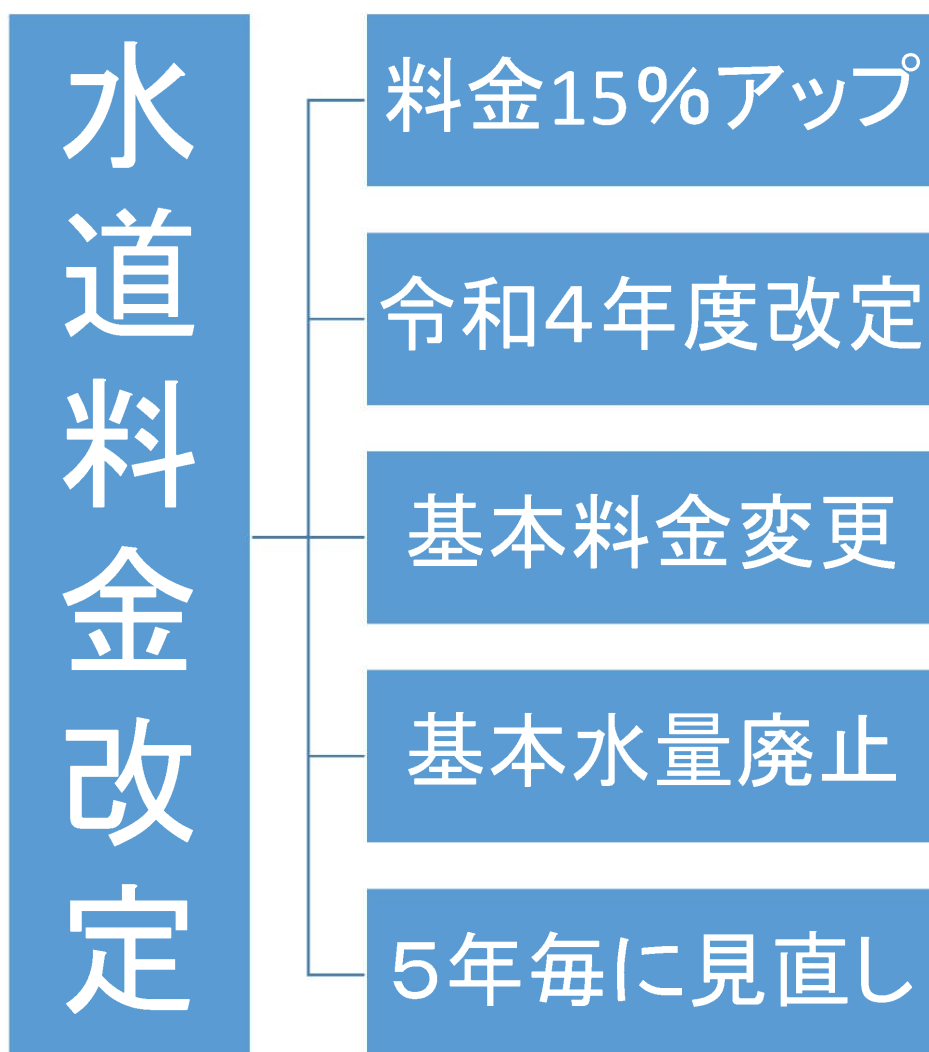 水道料金改定
料金15%アップ
令和4年度改定
基本料金変更
基本水量廃止
5年毎に見直し